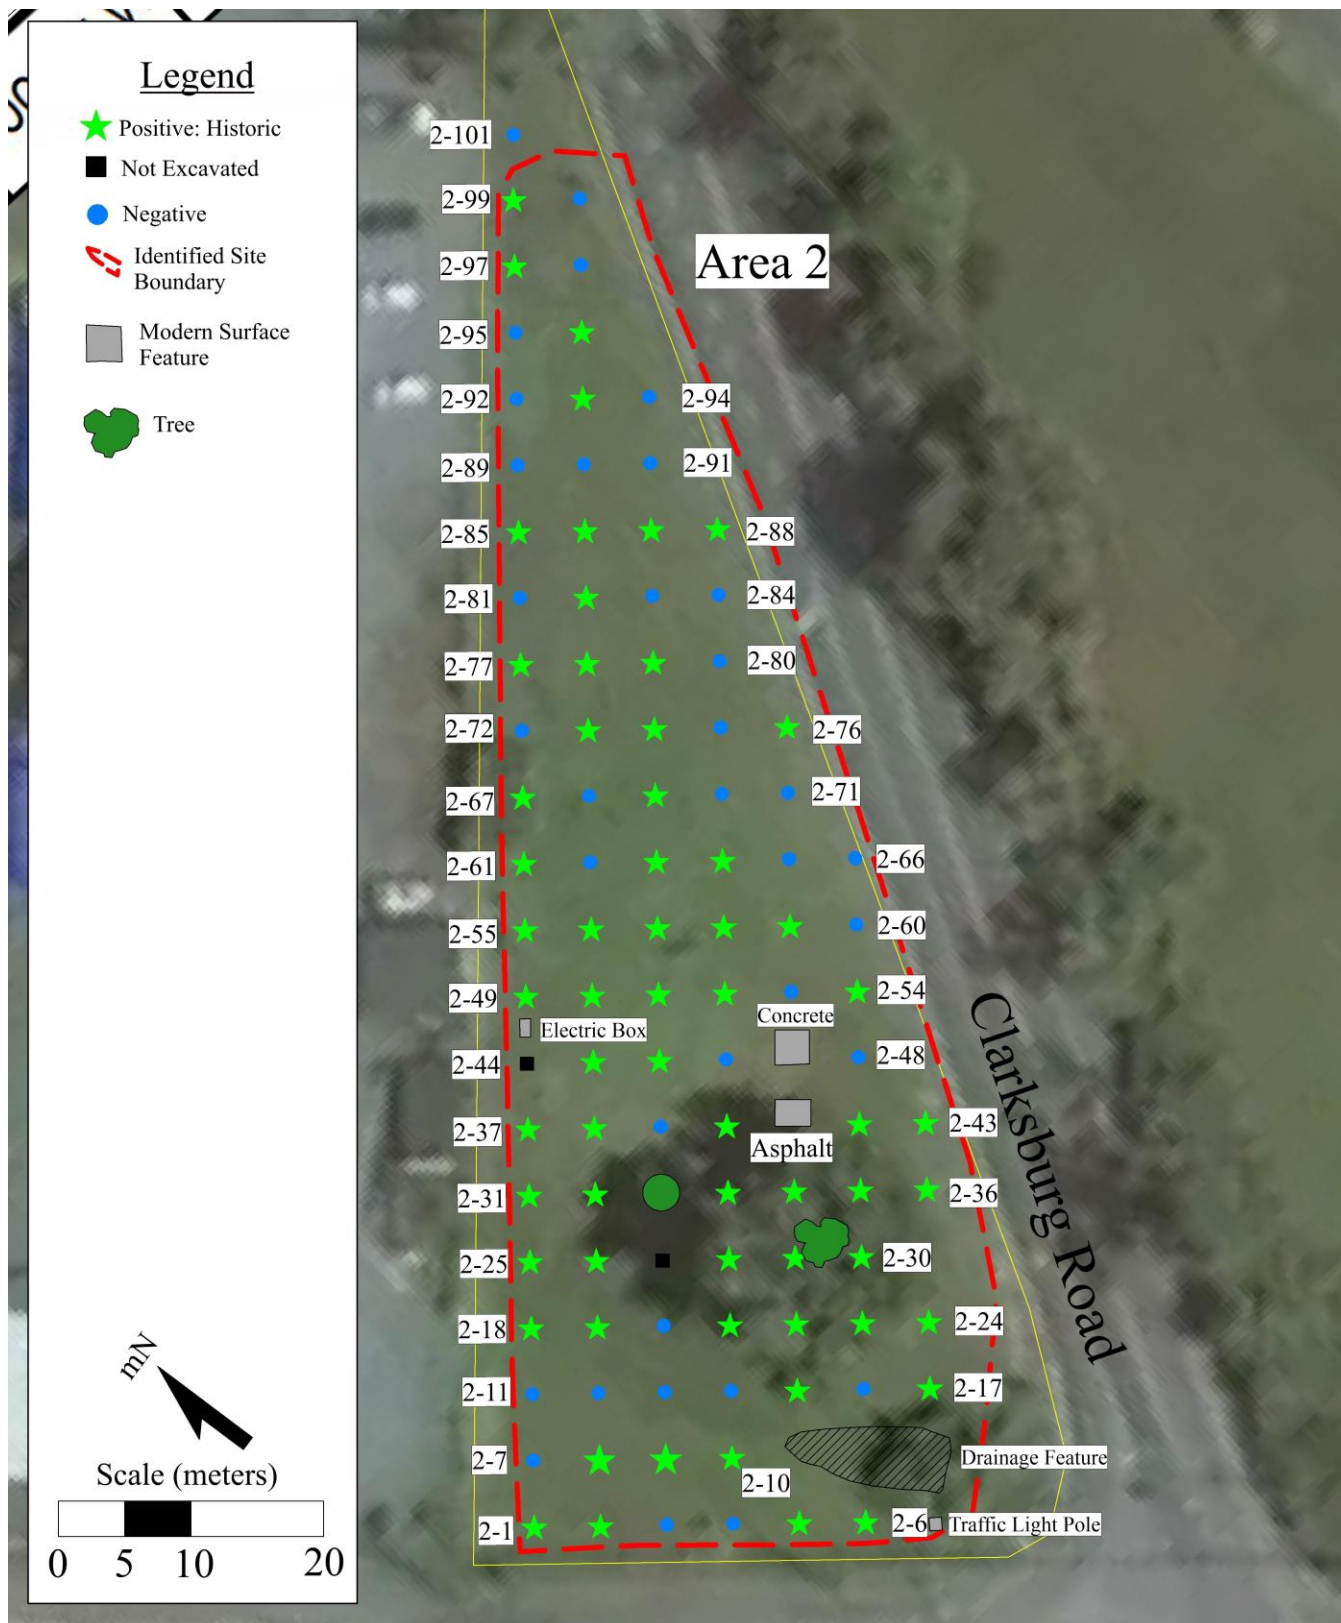 Legend
Positive: Historic
Not Excavated
Negative
Identified Site
Boundary
Modern Surface
Feature
Tree
mN
Scale (meters)
0 5 10 20
Area 2
2-101
2-99
2-97
2-95
2-92 2-94
2-89 2-91
2-85 2-88
2-81 2-84
2-77 2-80
2-72 2-76
2-67 2-71
2-61 2-66
2-55 2-60
2-49 2-54
Concrete
Electric Box
2-44 2-48
2-37 2-43
Asphalt
2-31 2-36
2-25 2-30
2-18 2-24
2-11 2-17
2-7 Drainage Feature
2-10
2-1 2-6 Traffic Light Pole
Clarksburg Road